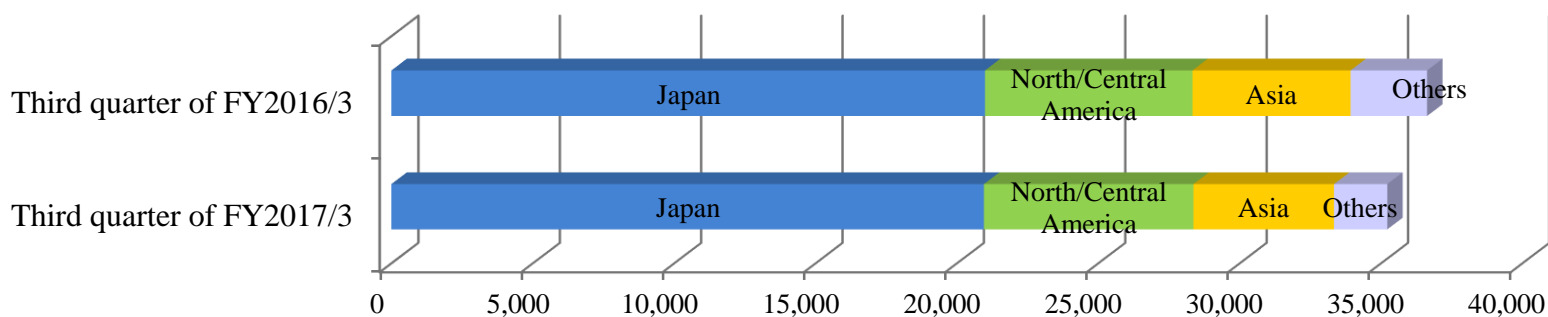 Third quarter of FY2016/3
Japan
North/Central
America
Asia
Others
Third quarter of FY2017/3
Japan
North/Central
America
Asia
Others
0
5,000
10,000
15,000
20,000
25,000
30,000
35,000
40,000